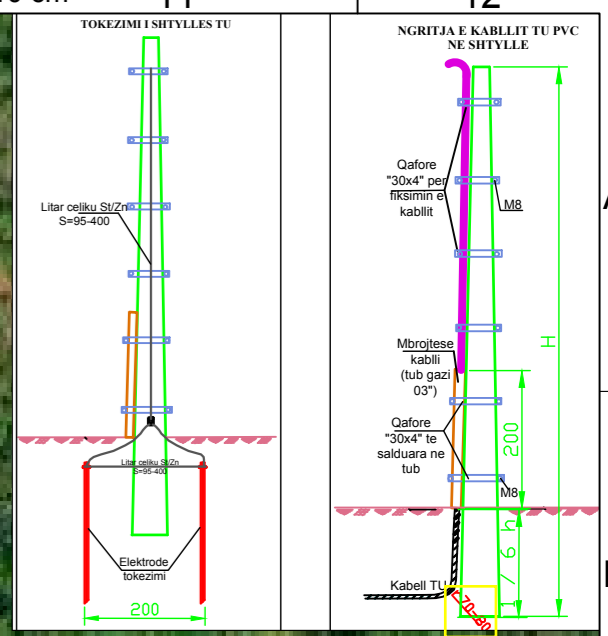 11
12
TOKEZIMI I SHTYLLES TU
Litar celiku St/Zn
S=95-400
Litar celiku St/Zn
S=95-400
Elektrode
tokezimi
200
NGRITJA E KABLLIT TU PVC
NE SHTYLLE
Qafore
"30x4" per
fiksimin e
kabllit
M8
H
Mbrojtese
kablli
(tub gazi
03")
200
Qafore
"30x4" te
salduara ne
tub
M8
1/6 h
Kabell TU